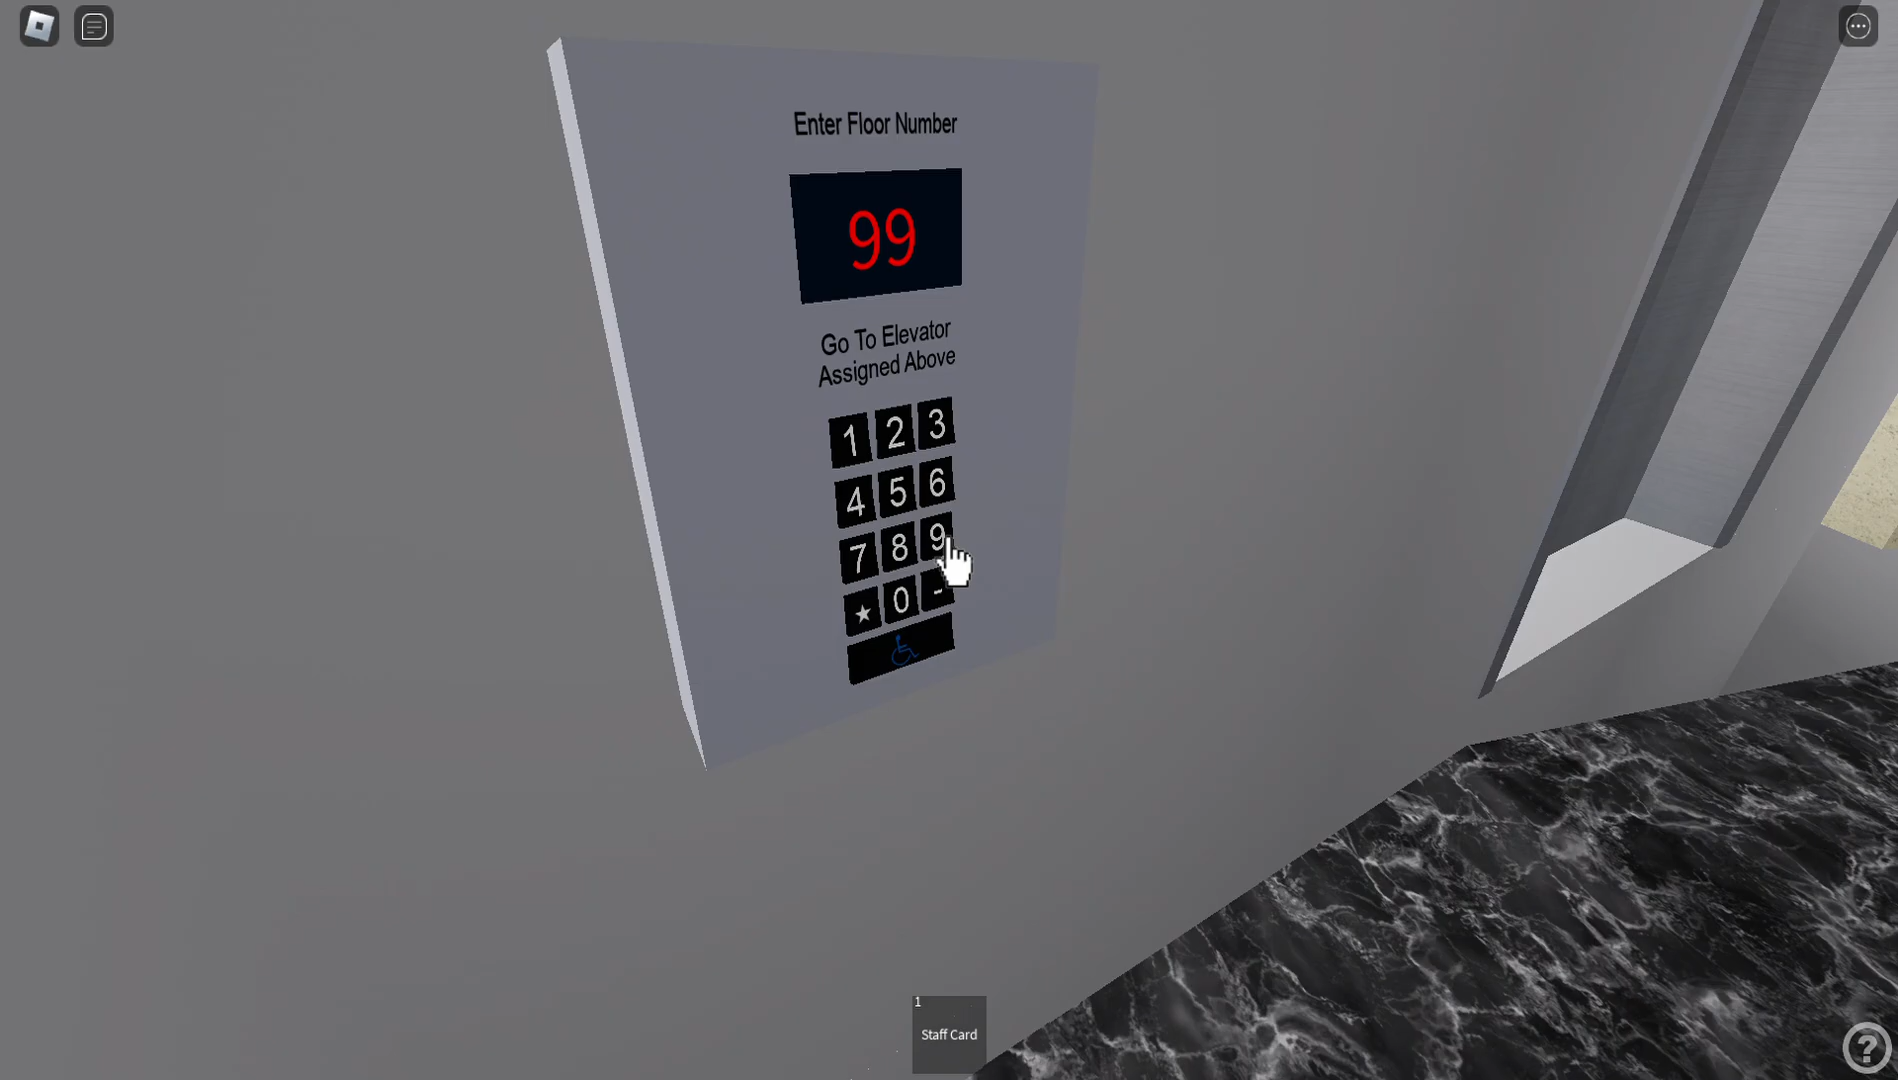 Enter Floor Number
99
Go To Elevator
Assigned Above
1 2 3
4 5 6
7 8 9
★ 0 -
1
Staff Card
?